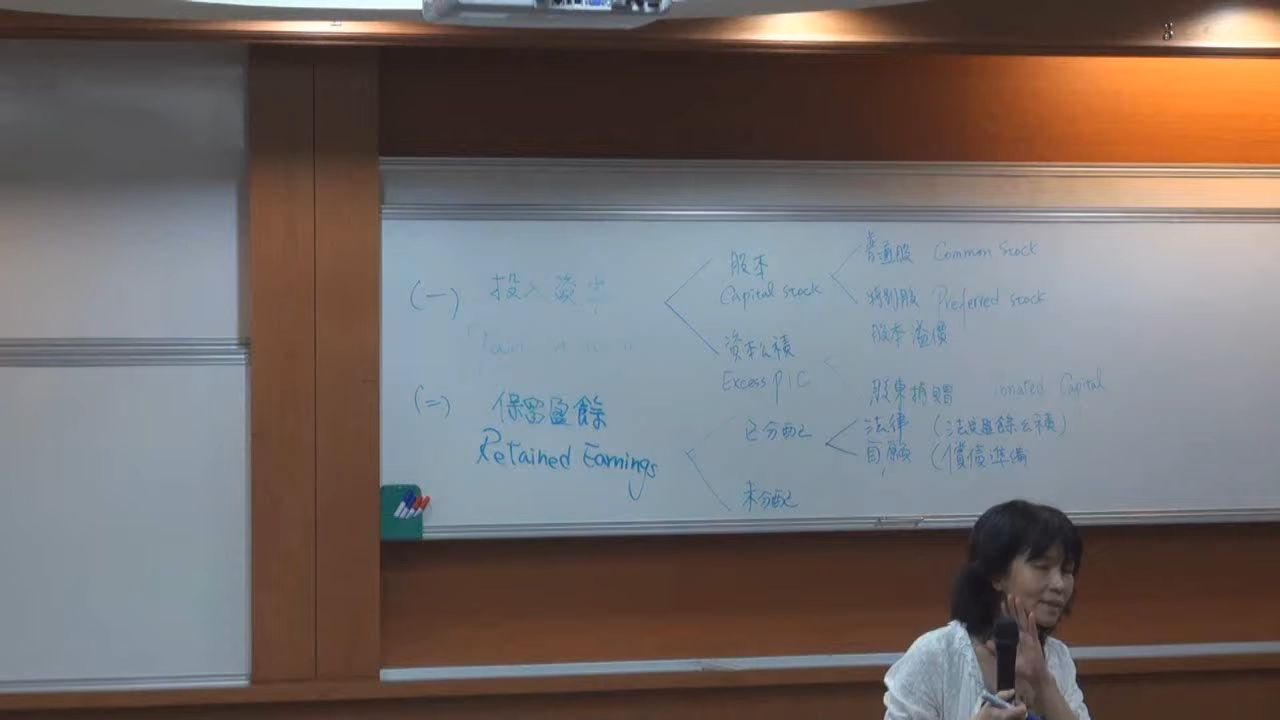 (一) 投入資本
股本
Capital stock
普通股 Common stock
特別股 Preferred stock
資本公積
Excess PIC
股本溢價
股東捐贈 onated Capital
(二) 保留盈餘
Retained Earnings
已分配
法律 (法定盈餘公積)
自願 (償債準備
未分配